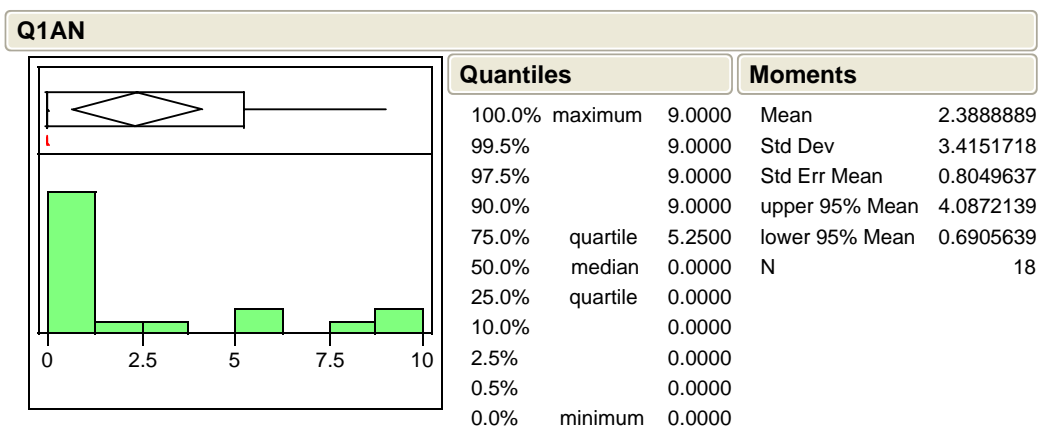 Q1AN
0 2.5 5 7.5 10
Quantiles
100.0% maximum 9.0000
99.5% 9.0000
97.5% 9.0000
90.0% 9.0000
75.0% quartile 5.2500
50.0% median 0.0000
25.0% quartile 0.0000
10.0% 0.0000
2.5% 0.0000
0.5% 0.0000
0.0% minimum 0.0000
Moments
Mean 2.3888889
Std Dev 3.4151718
Std Err Mean 0.8049637
upper 95% Mean 4.0872139
lower 95% Mean 0.6905639
N 18